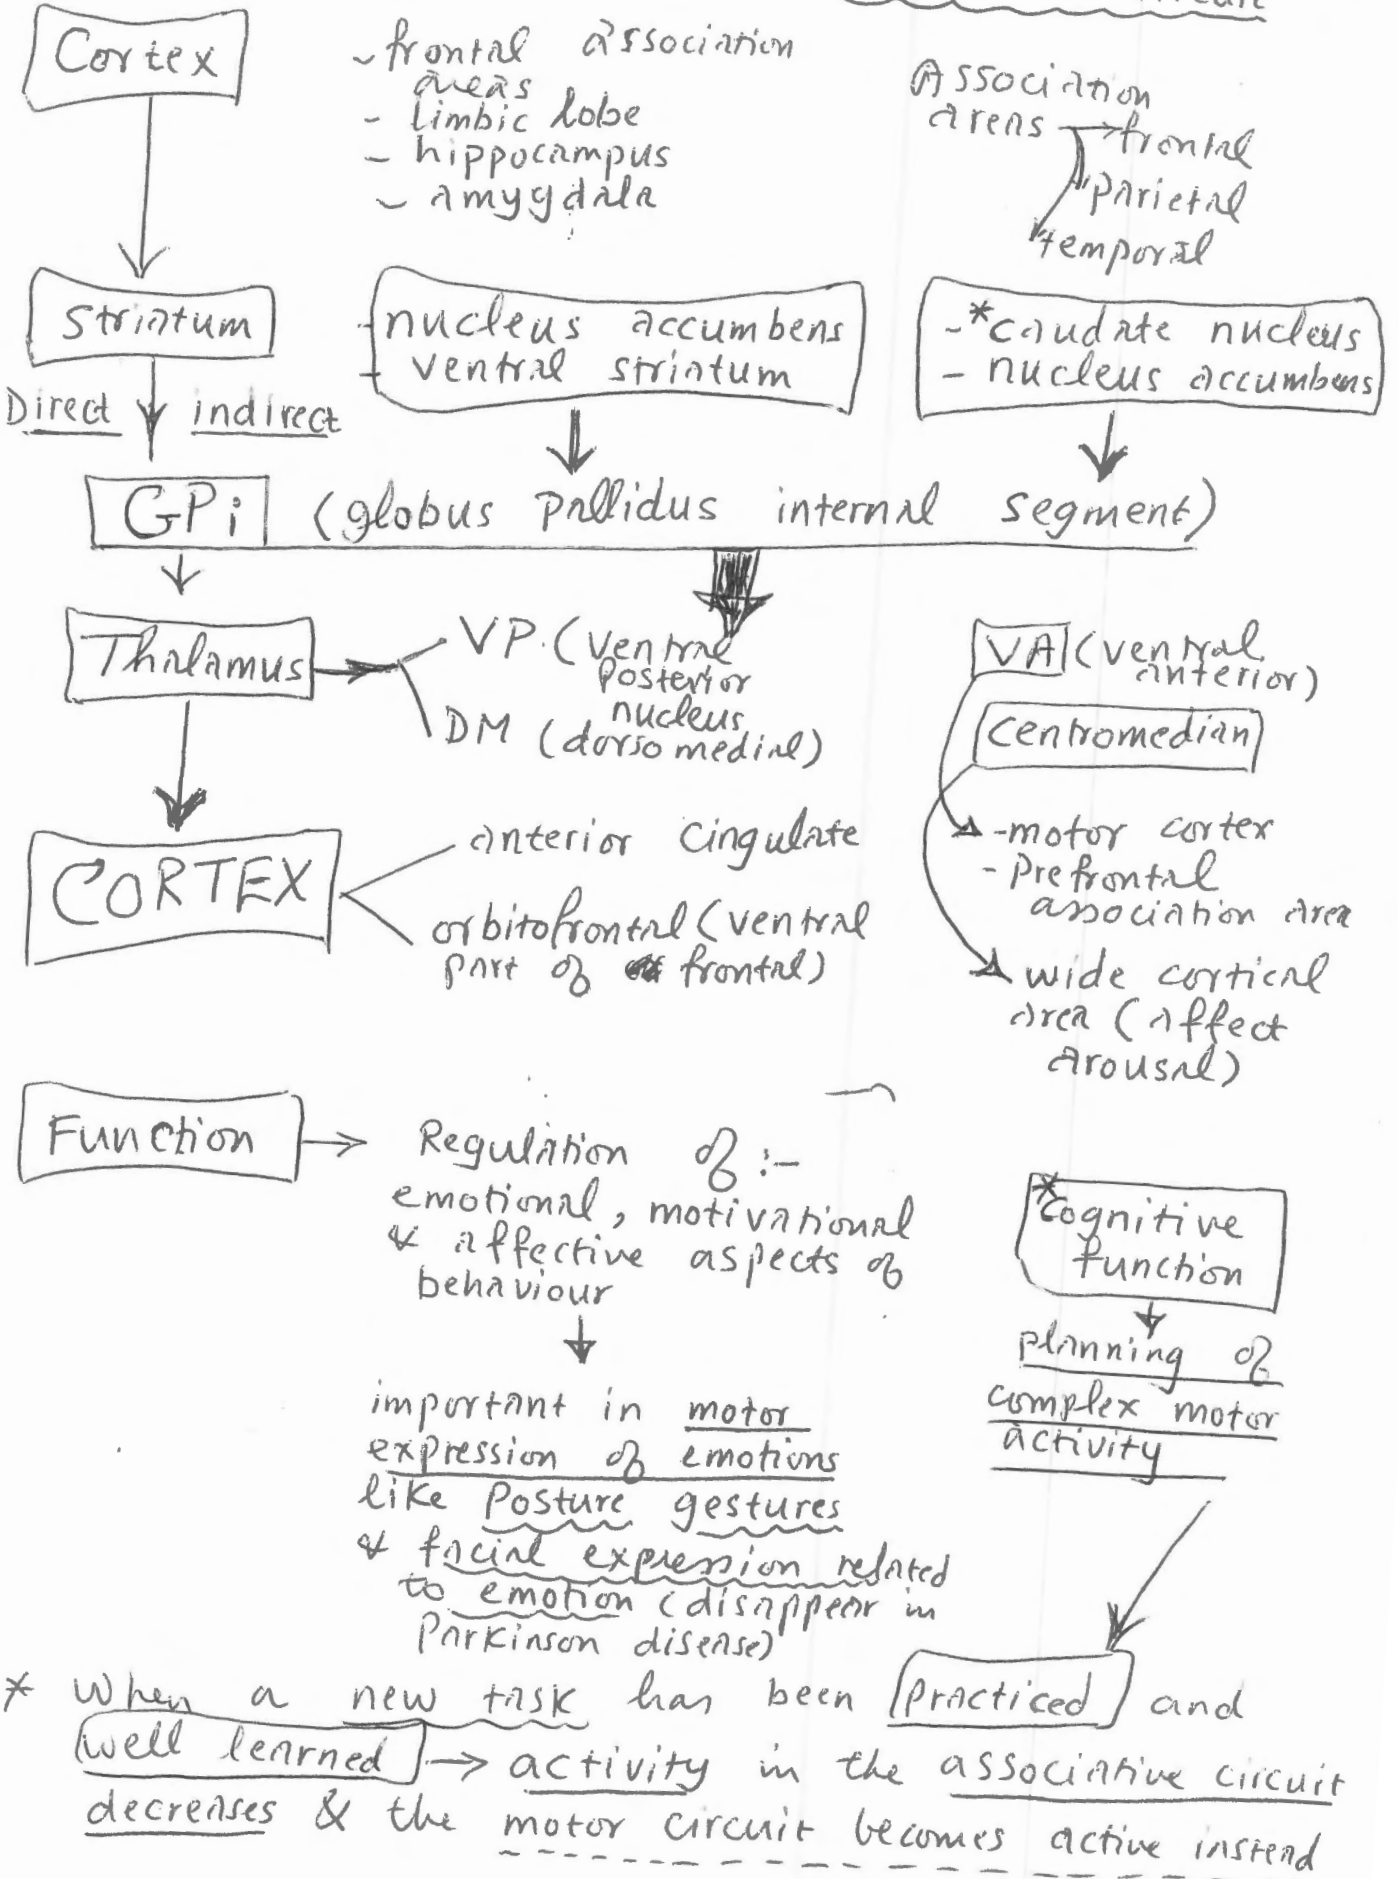 Cortex
- frontal association
areas
- limbic lobe
- hippocampus
- amygdala
Association
areas → frontal
parietal
temporal
Striatum
- nucleus accumbens
- ventral striatum
-*caudate nucleus
- nucleus accumbens
Direct indirect
GPi (globus pallidus internal segment)
Thalamus
VP. (ventral
posterior
nucleus
DM (dorsomedial)
VA (ventral
anterior)
Centromedian
CORTEX
anterior cingulate
orbitofrontal (ventral
part of frontal)
-motor cortex
- Prefrontal
association area
wide cortical
area (affect
arousal)
Function → Regulation of :-
emotional, motivational
& affective aspects of
behaviour
important in motor
expression of emotions
like posture gestures
& facial expression related
to emotion (disappear in
Parkinson disease)
*Cognitive
function
planning of
complex motor
activity
* When a new task has been practiced and
well learned → activity in the associative circuit
decreases & the motor circuit becomes active instead